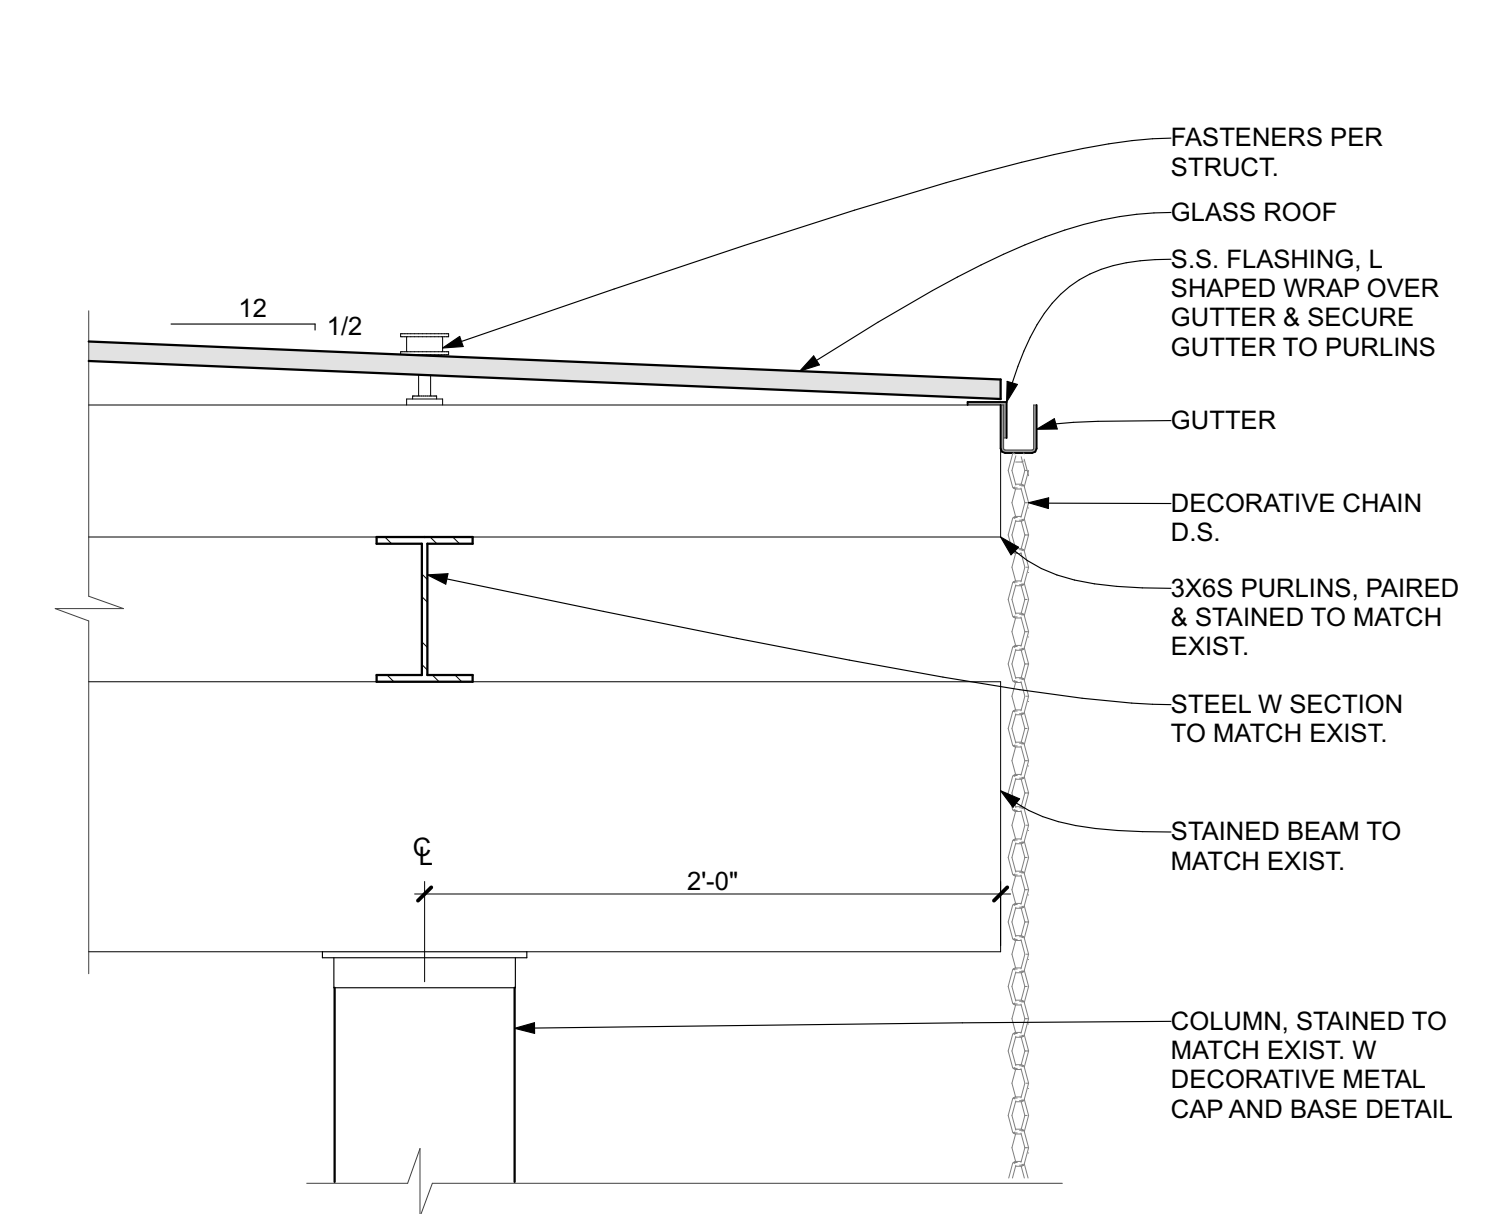 FASTENERS PER
STRUCT.
GLASS ROOF
S.S. FLASHING, L
SHAPED WRAP OVER
GUTTER & SECURE
GUTTER TO PURLINS
12
1/2
GUTTER
DECORATIVE CHAIN
D.S.
3X6S PURLINS, PAIRED
& STAINED TO MATCH
EXIST.
STEEL W SECTION
TO MATCH EXIST.
STAINED BEAM TO
MATCH EXIST.
℄
2'-0"
COLUMN, STAINED TO
MATCH EXIST. W
DECORATIVE METAL
CAP AND BASE DETAIL